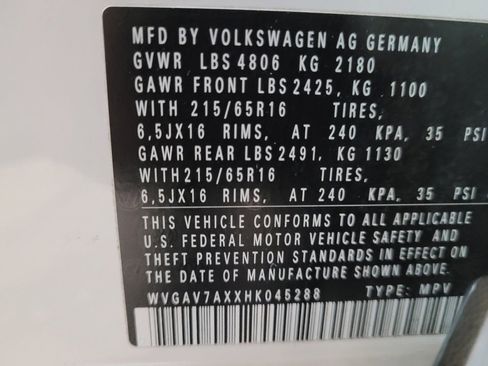 MFD BY VOLKSWAGEN AG GERMANY
GVWR LBS 4806 KG 2180
GAWR FRONT LBS 2425, KG 1100
WITH 215/65R16 TIRES,
6,5JX16 RIMS, AT 240 KPA, 35 PSI
GAWR REAR LBS 2491, KG 1130
WITH 215/65R16 TIRES,
6,5JX16 RIMS, AT 240 KPA, 35 PSI
THIS VEHICLE CONFORMS TO ALL APPLICABLE
U.S. FEDERAL MOTOR VEHICLE SAFETY AND
THEFT PREVENTION STANDARDS IN EFFECT ON
THE DATE OF MANUFACTURE SHOWN ABOVE.
WVGAV7AXXHK045288 TYPE: MPV